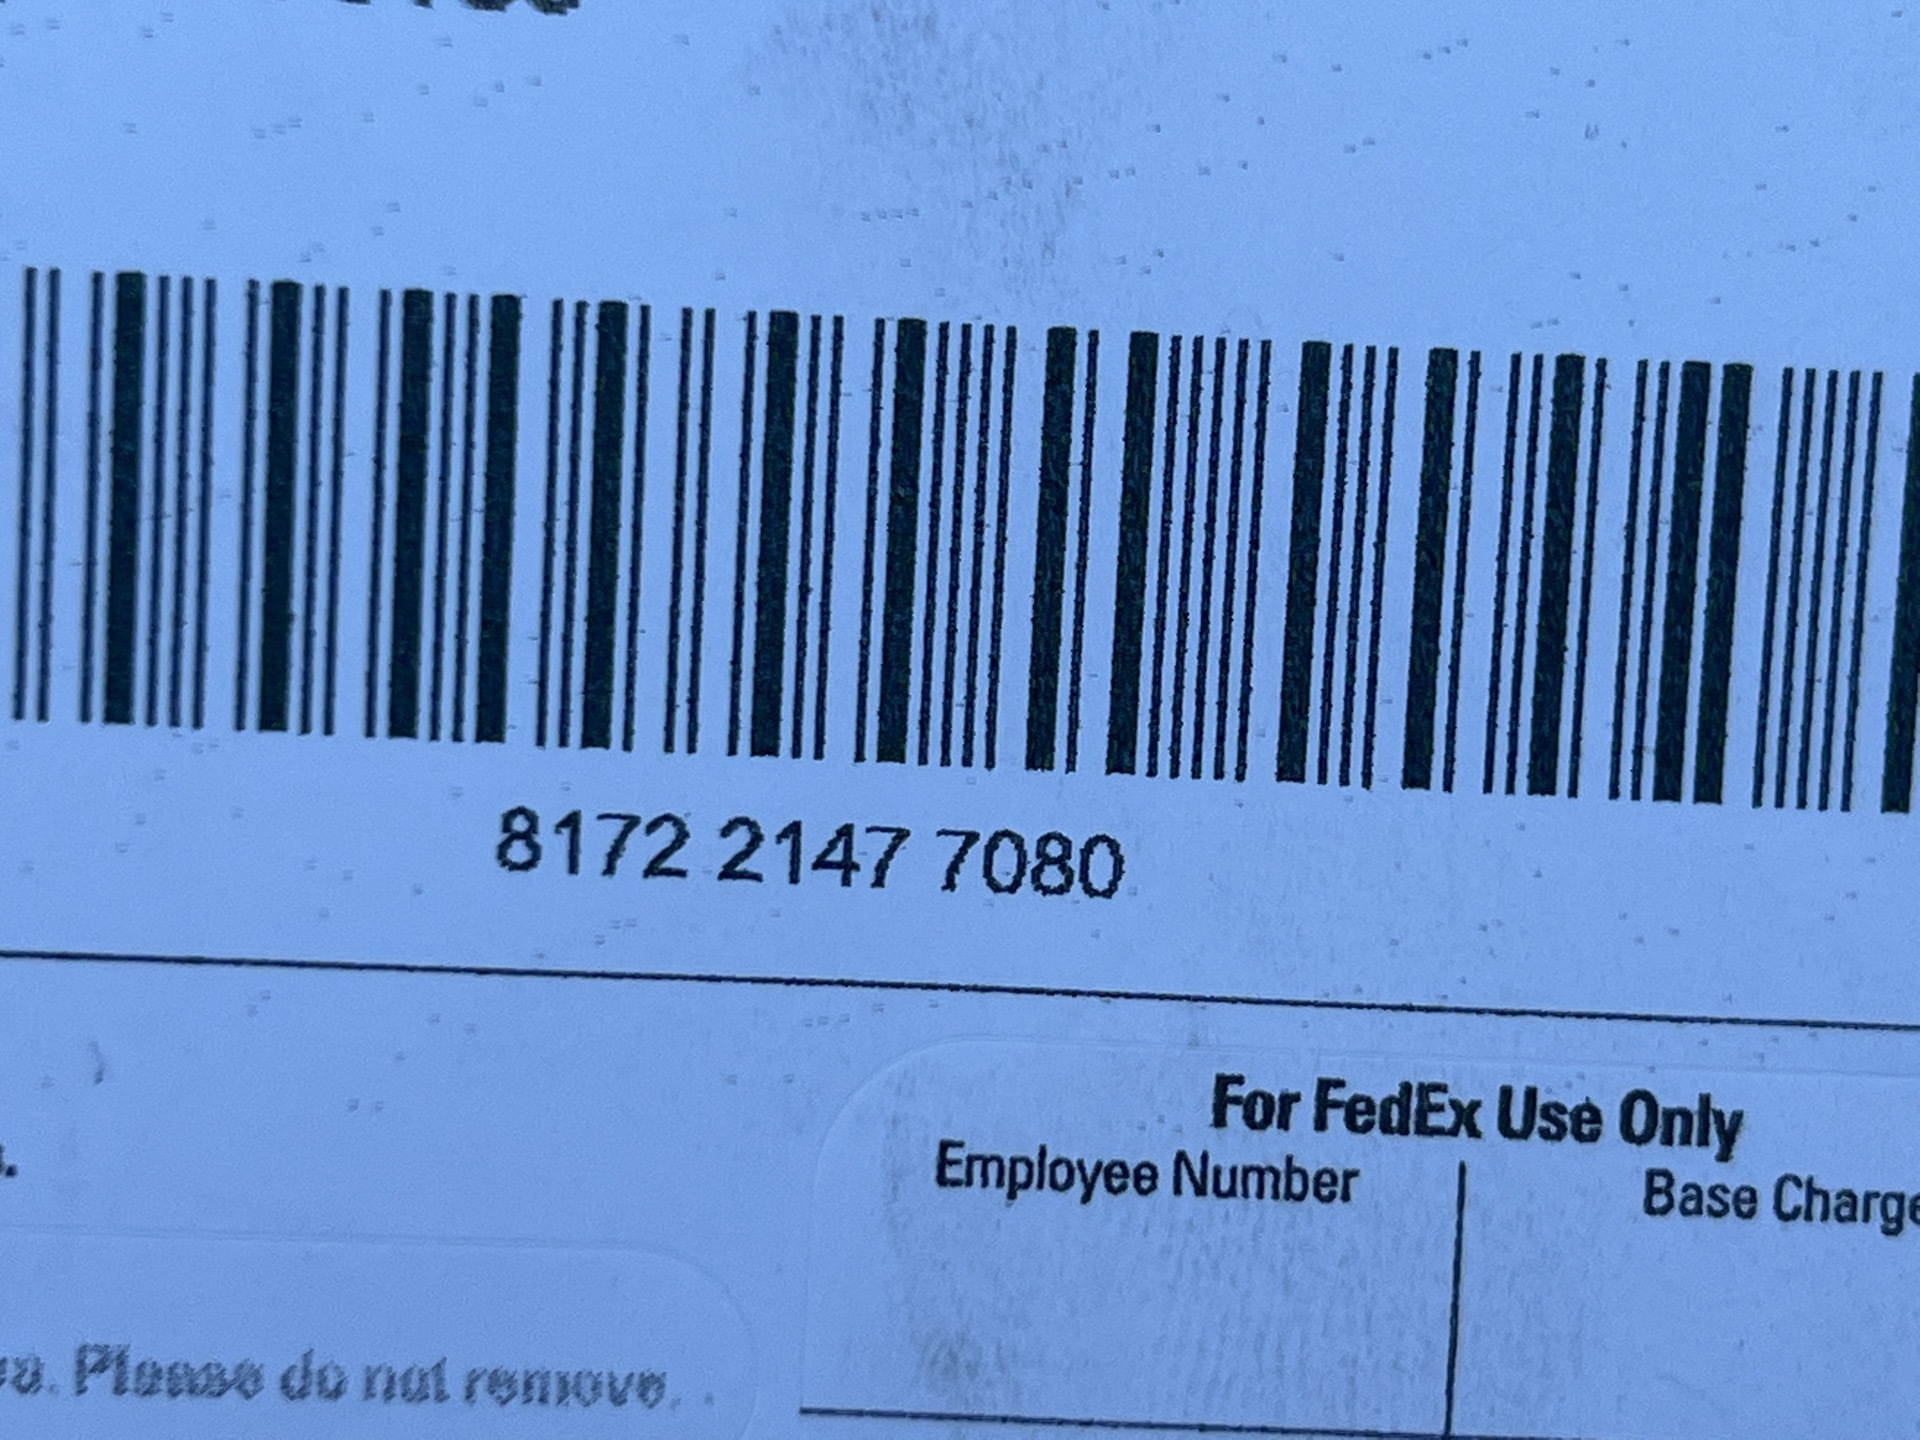 8172 2147 7080
For FedEx Use Only
Employee Number
Base Charge
Please do not remove.